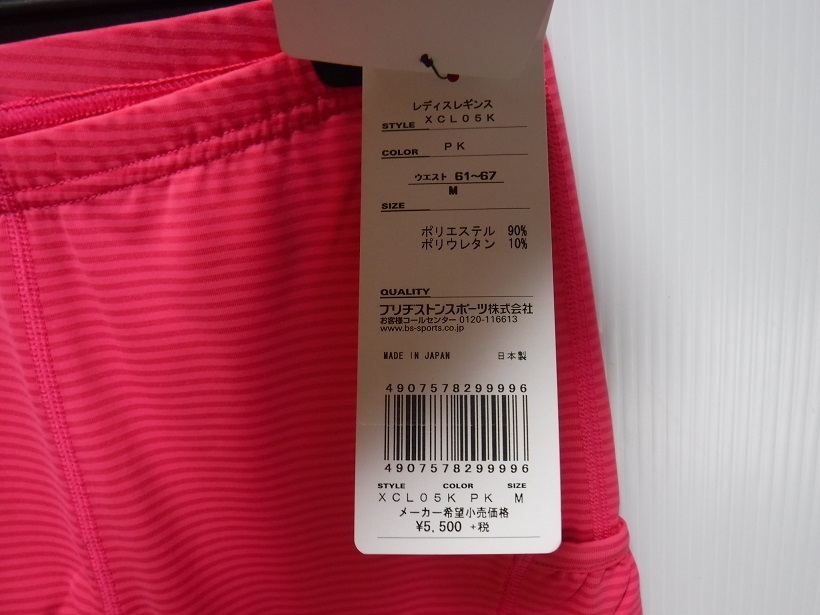 レディスレギンス
STYLE XCL05K
COLOR PK
ウエスト 61~67
M
SIZE
ポリエステル 90%
ポリウレタン 10%
QUALITY
ブリヂストンスポーツ株式会社
お客様コールセンター 0120-116613
www.bs-sports.co.jp
MADE IN JAPAN 日本製
4907578299996
4907578299996
STYLE COLOR SIZE
XCL05K PK M
メーカー希望小売価格
¥5,500 +税